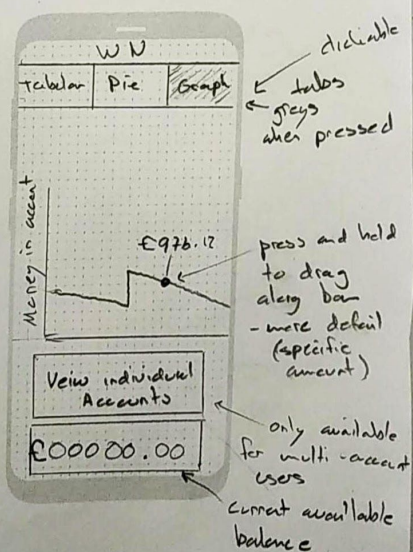 WN
Tabular
Pie
Graph
clickable
tabs
greys
when pressed
Money in account
£976.12
press and hold
to drag
along bar
- more detail
(specific
amount)
Veiw individual
Accounts
only available
for multi-account
users
£00000.00
current available
balance